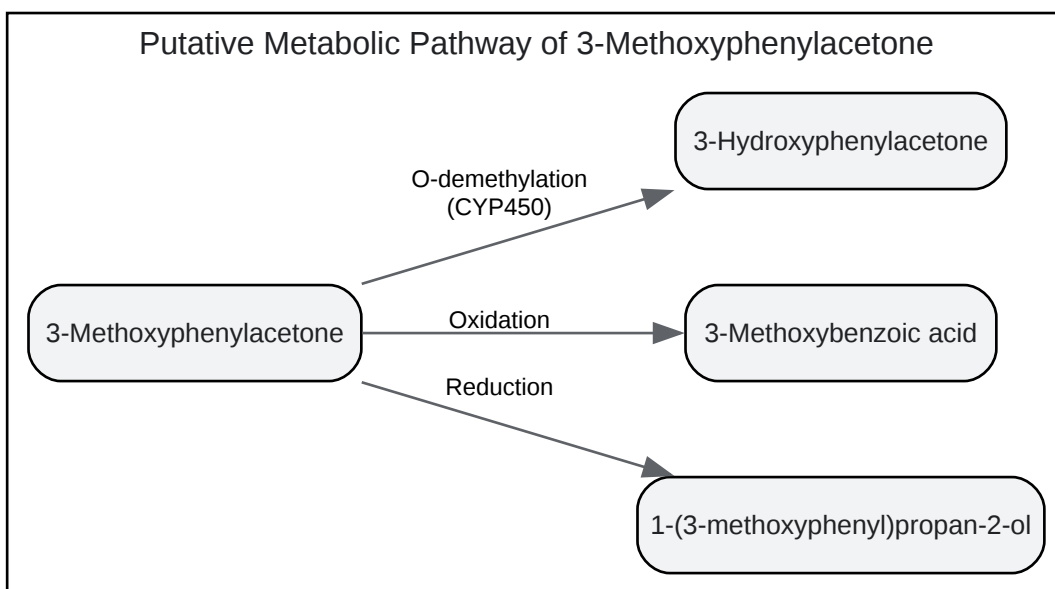 Putative Metabolic Pathway of 3-Methoxyphenylacetone
3-Hydroxyphenylacetone
O-demethylation
(CYP450)
3-Methoxyphenylacetone
Oxidation
3-Methoxybenzoic acid
Reduction
1-(3-methoxyphenyl)propan-2-ol